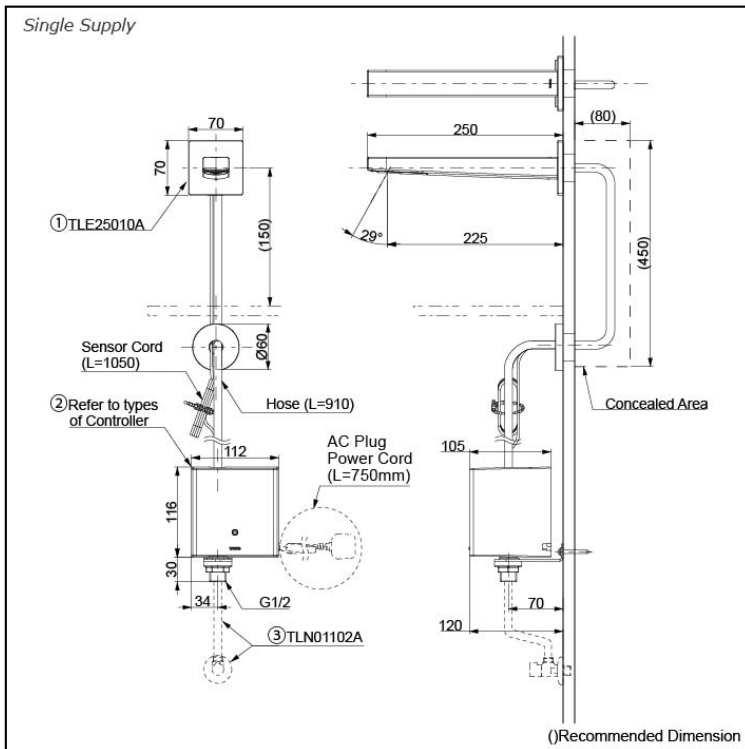 Single Supply
70
70
①TLE25010A
(150)
Ø60
Sensor Cord
(L=1050)
Hose (L=910)
②Refer to types
of Controller
112
AC Plug
Power Cord
(L=750mm)
116
30
34
G1/2
③TLN01102A
250
(80)
29°
225
(450)
Concealed Area
105
70
120
()Recommended Dimension